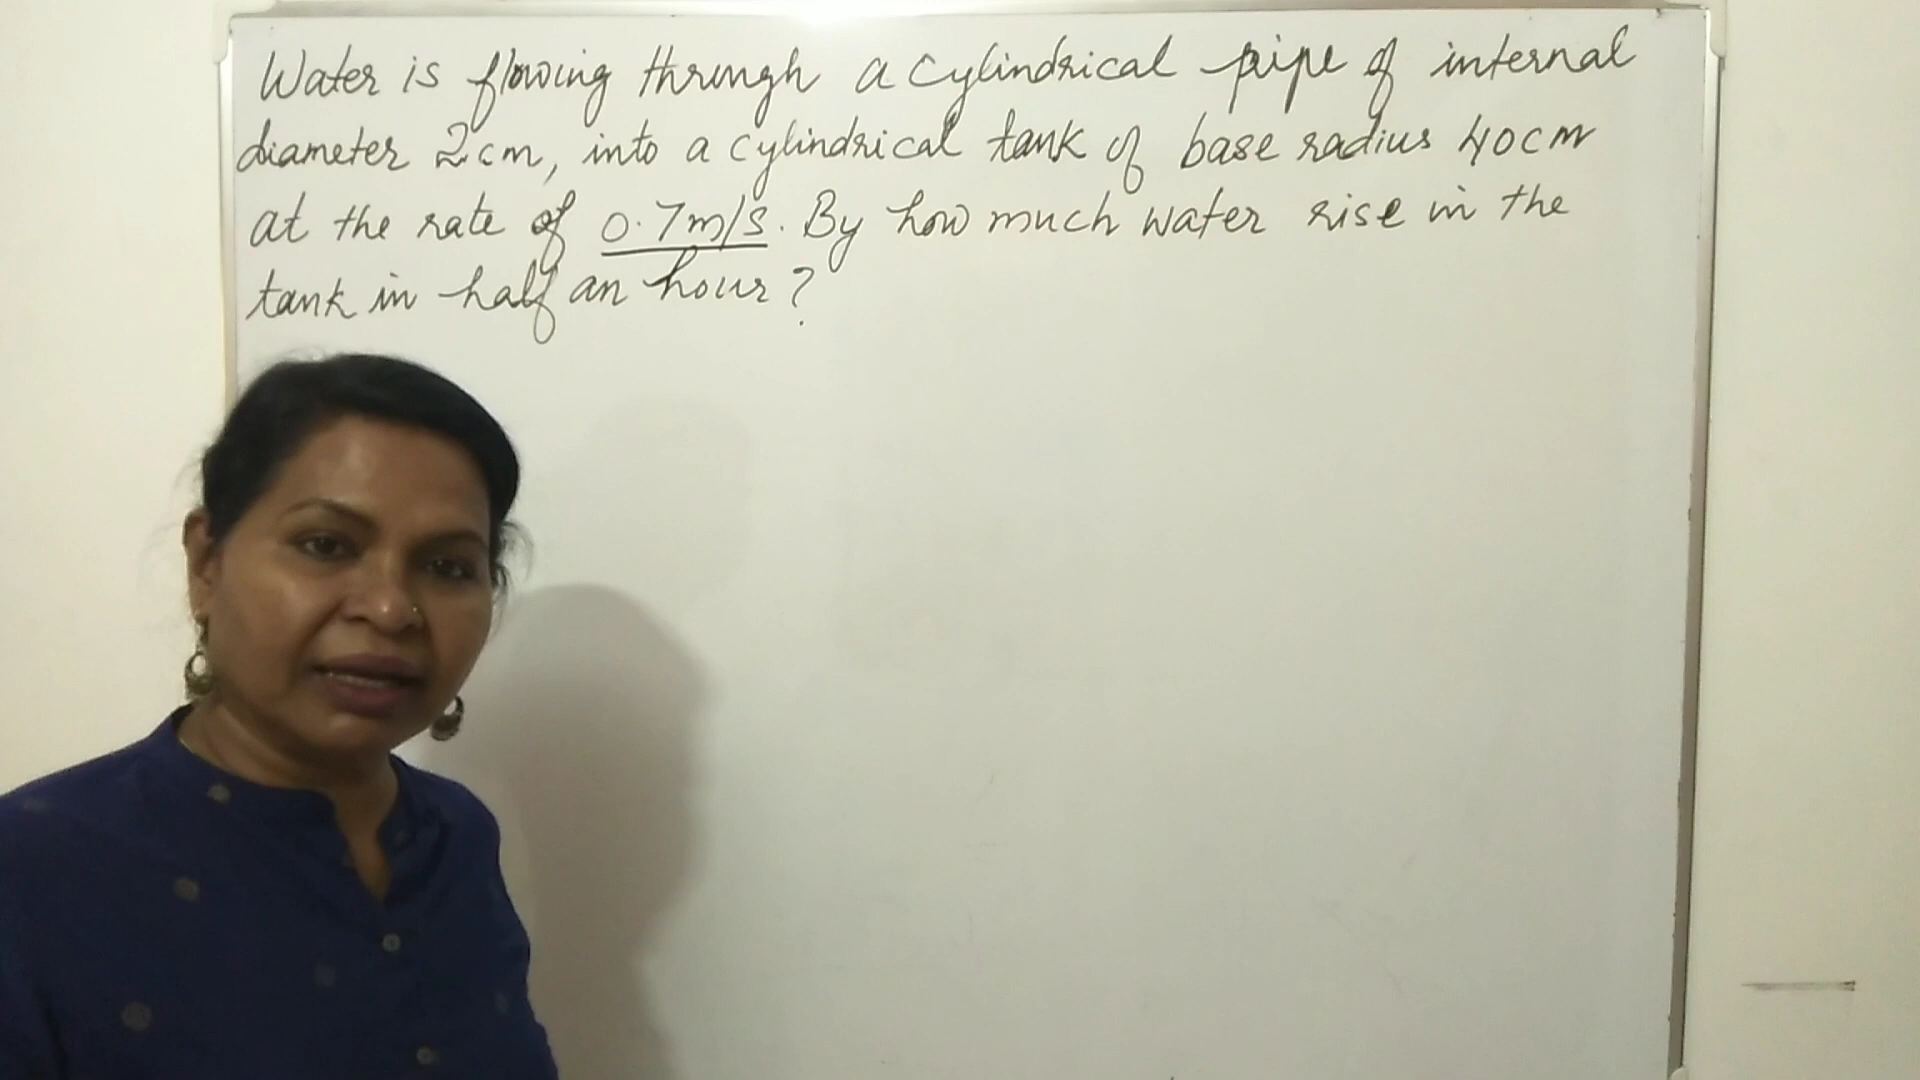 Water is flowing through a cylindrical pipe of internal
diameter 2cm, into a cylindrical tank of base radius 40cm
at the rate of 0.7m/s. By how much water rise in the
tank in half an hour?